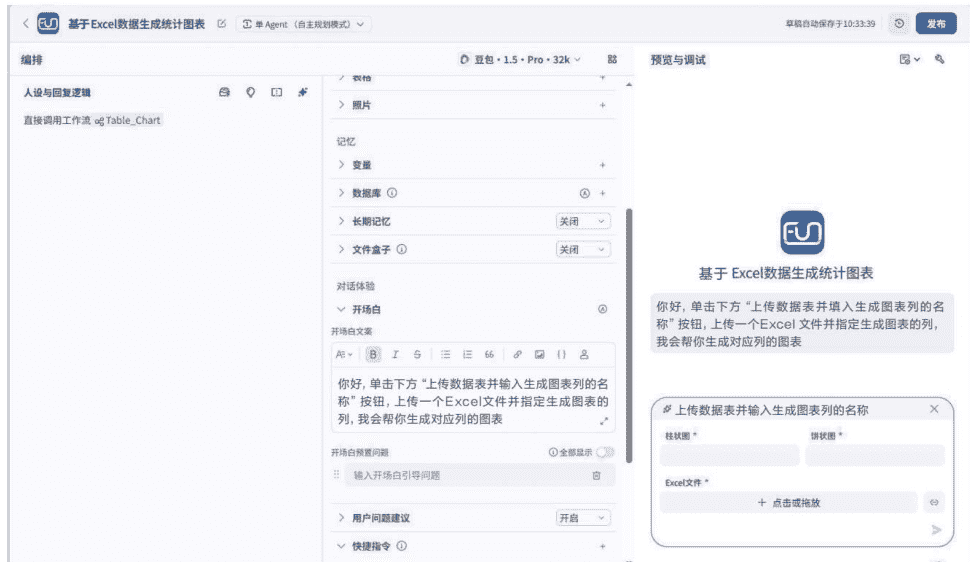 基于Excel数据生成统计图表
单 Agent（自主规划模式）
草稿自动保存于10:33:39
发布
编排
豆包・1.5・Pro・32k
预览与调试
人设与回复逻辑
直接调用工作流 Table_Chart
表格
照片
记忆
变量
数据库
长期记忆 关闭
文件盒子 关闭
对话体验
开场白
开场白文案
你好, 单击下方 “上传数据表并输入生成图表列的名
称” 按钮, 上传一个Excel文件并指定生成图表的
列, 我会帮你生成对应列的图表
开场白预置问题 全部显示
输入开场白引导问题
用户问题建议 开启
快捷指令
FUN
基于 Excel数据生成统计图表
你好, 单击下方 “上传数据表并填入生成图表列的名
称” 按钮, 上传一个Excel 文件并指定生成图表的列,
我会帮你生成对应列的图表
上传数据表并输入生成图表列的名称
柱状图 * 饼状图 *
Excel文件 *
+ 点击或拖放